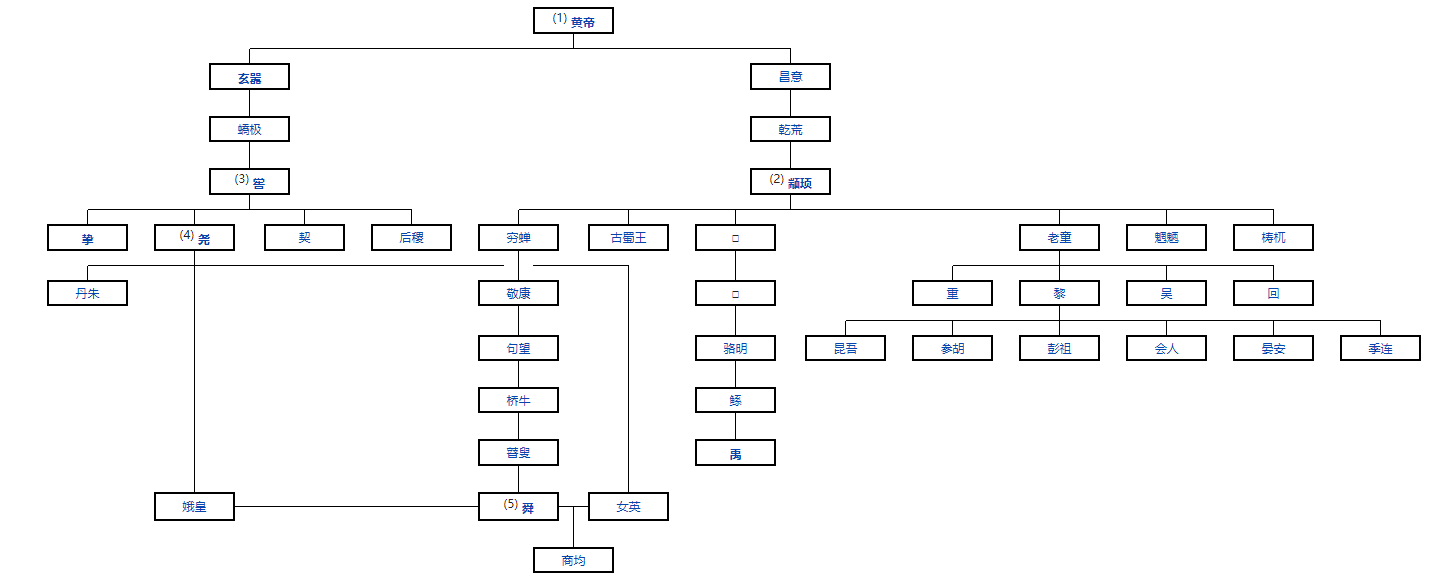 (1) 黄帝
玄嚣
昌意
蟜极
乾荒
(3) 喾
(2) 颛顼
挚
(4) 尧
契
后稷
穷蝉
古蜀王
□
老童
魍魉
梼杌
丹朱
敬康
□
重
黎
吴
回
句望
骆明
昆吾
参胡
彭祖
会人
晏安
季连
桥牛
鲧
瞽叟
禹
娥皇
(5) 舜
女英
商均